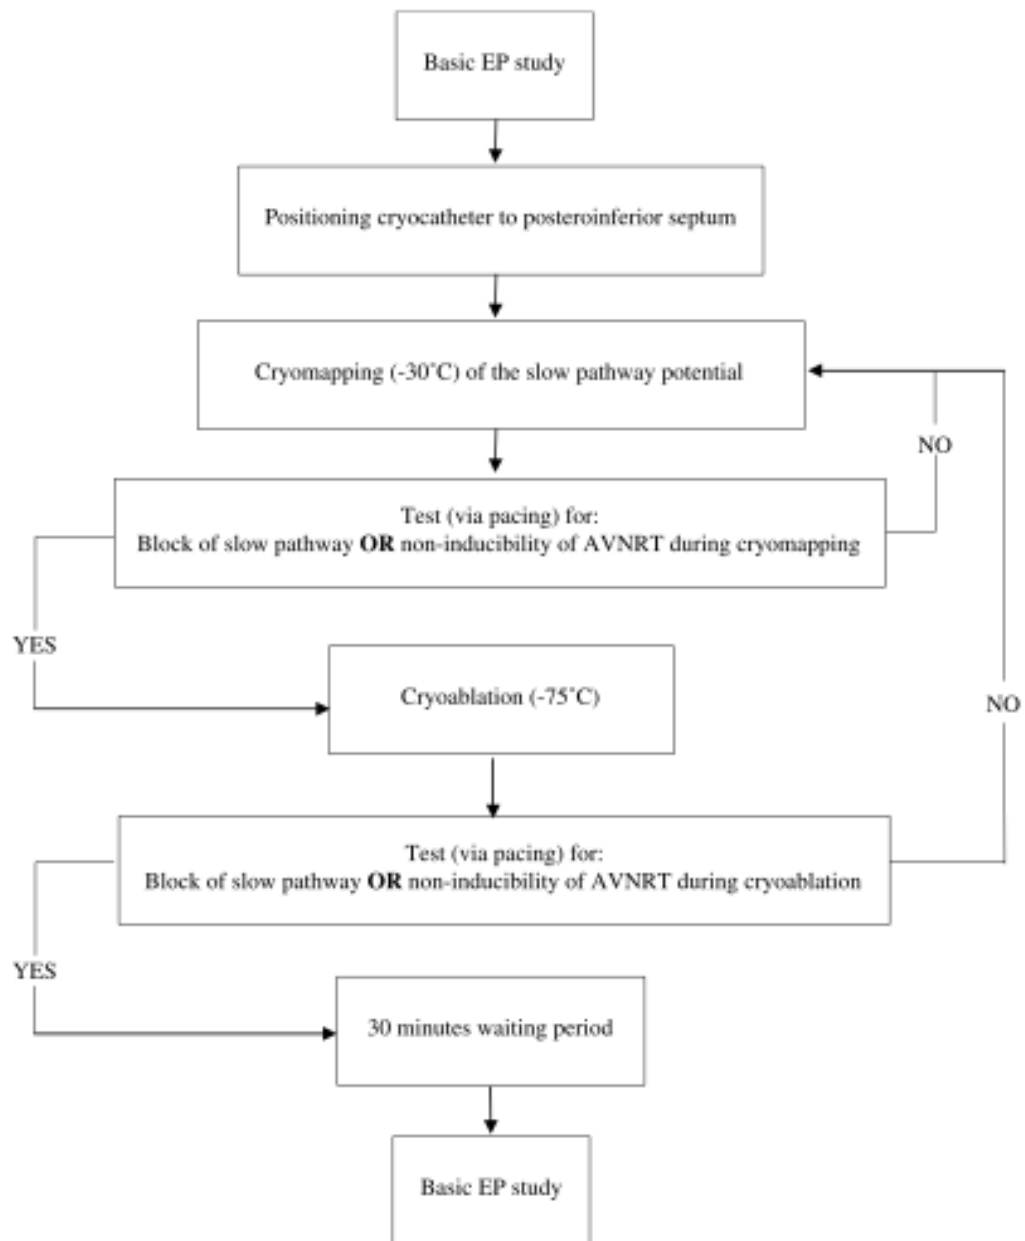 Basic EP study
Positioning cryocatheter to posteroinferior septum
Cryomapping (-30˚C) of the slow pathway potential
NO
Test (via pacing) for:
Block of slow pathway OR non-inducibility of AVNRT during cryomapping
YES
Cryoablation (-75˚C)
NO
Test (via pacing) for:
Block of slow pathway OR non-inducibility of AVNRT during cryoablation
YES
30 minutes waiting period
Basic EP study